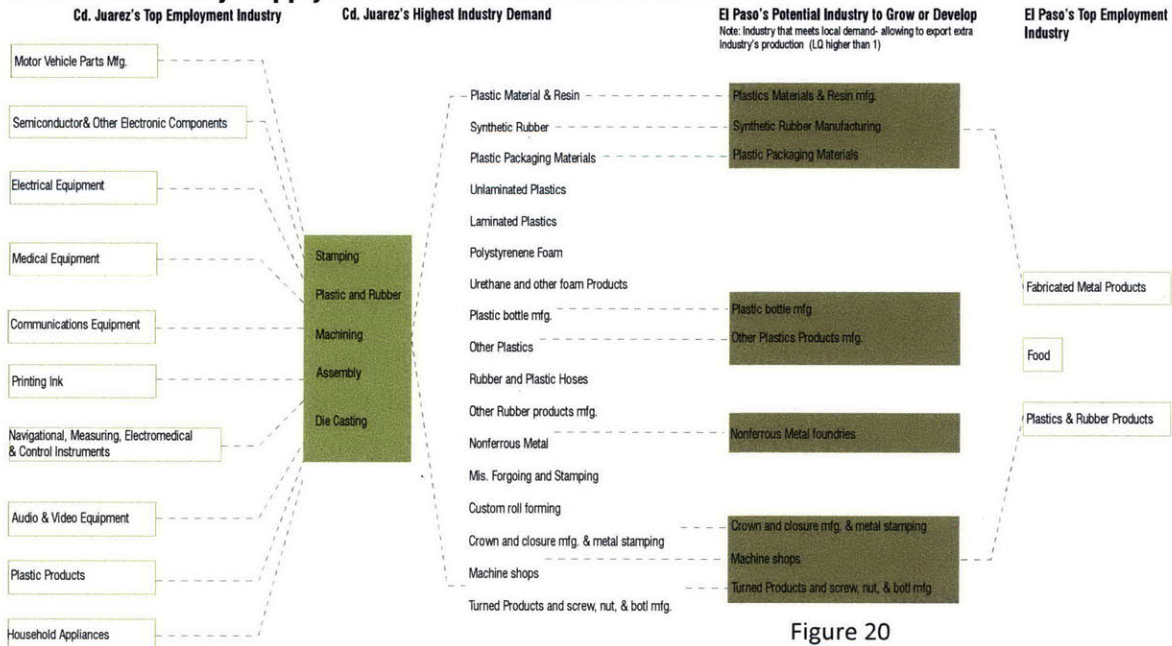 Cd. Juarez's Top Employment Industry
Cd. Juarez's Highest Industry Demand
El Paso's Potential Industry to Grow or Develop
Note: Industry that meets local demand- allowing to export extra
Industry's production (LQ higher than 1)
El Paso's Top Employment
Industry
Motor Vehicle Parts Mfg.
Semiconductor& Other Electronic Components
Electrical Equipment
Medical Equipment
Communications Equipment
Printing Ink
Navigational, Measuring, Electromedical
& Control Instruments
Audio & Video Equipment
Plastic Products
Household Appliances
Stamping
Plastic and Rubber
Machining
Assembly
Die Casting
Plastic Material & Resin
Synthetic Rubber
Plastic Packaging Materials
Unlaminated Plastics
Laminated Plastics
Polystyrenene Foam
Urethane and other foam Products
Plastic bottle mfg.
Other Plastics
Rubber and Plastic Hoses
Other Rubber products mfg.
Nonferrous Metal
Mis. Forgoing and Stamping
Custom roll forming
Crown and closure mfg. & metal stamping
Machine shops
Turned Products and screw, nut, & botl mfg.
Plastics Materials & Resin mfg.
Synthetic Rubber Manufacturing
Plastic Packaging Materials
Plastic bottle mfg
Other Plastics Products mfg.
Nonferrous Metal foundries
Crown and closure mfg. & metal stamping
Machine shops
Turned Products and screw, nut, & botl mfg
Fabricated Metal Products
Food
Plastics & Rubber Products
Figure 20